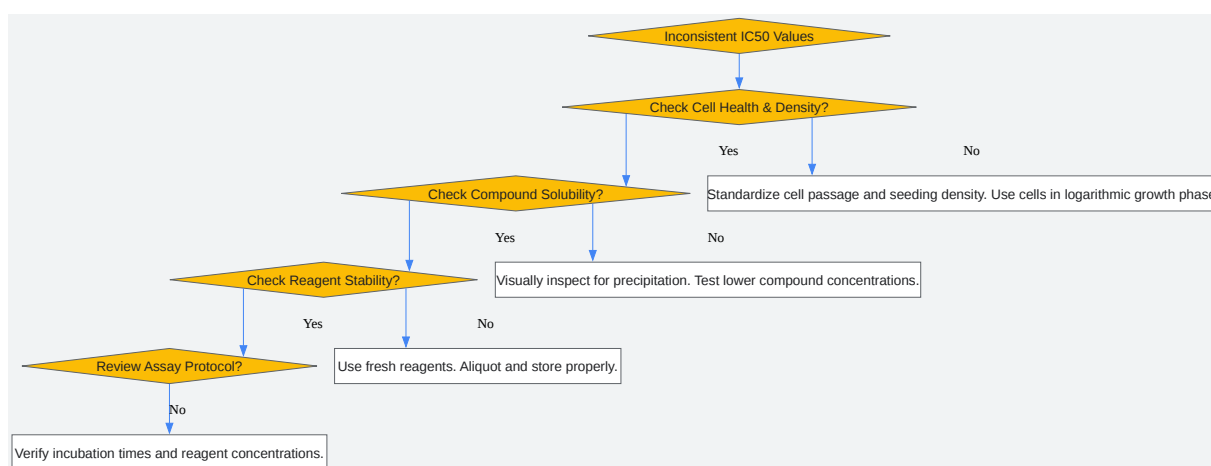 Inconsistent IC50 Values
Check Cell Health & Density?
Yes
No
Check Compound Solubility?
Standardize cell passage and seeding density. Use cells in logarithmic growth phase
Yes
No
Check Reagent Stability?
Visually inspect for precipitation. Test lower compound concentrations.
Yes
No
Review Assay Protocol?
Use fresh reagents. Aliquot and store properly.
No
Verify incubation times and reagent concentrations.